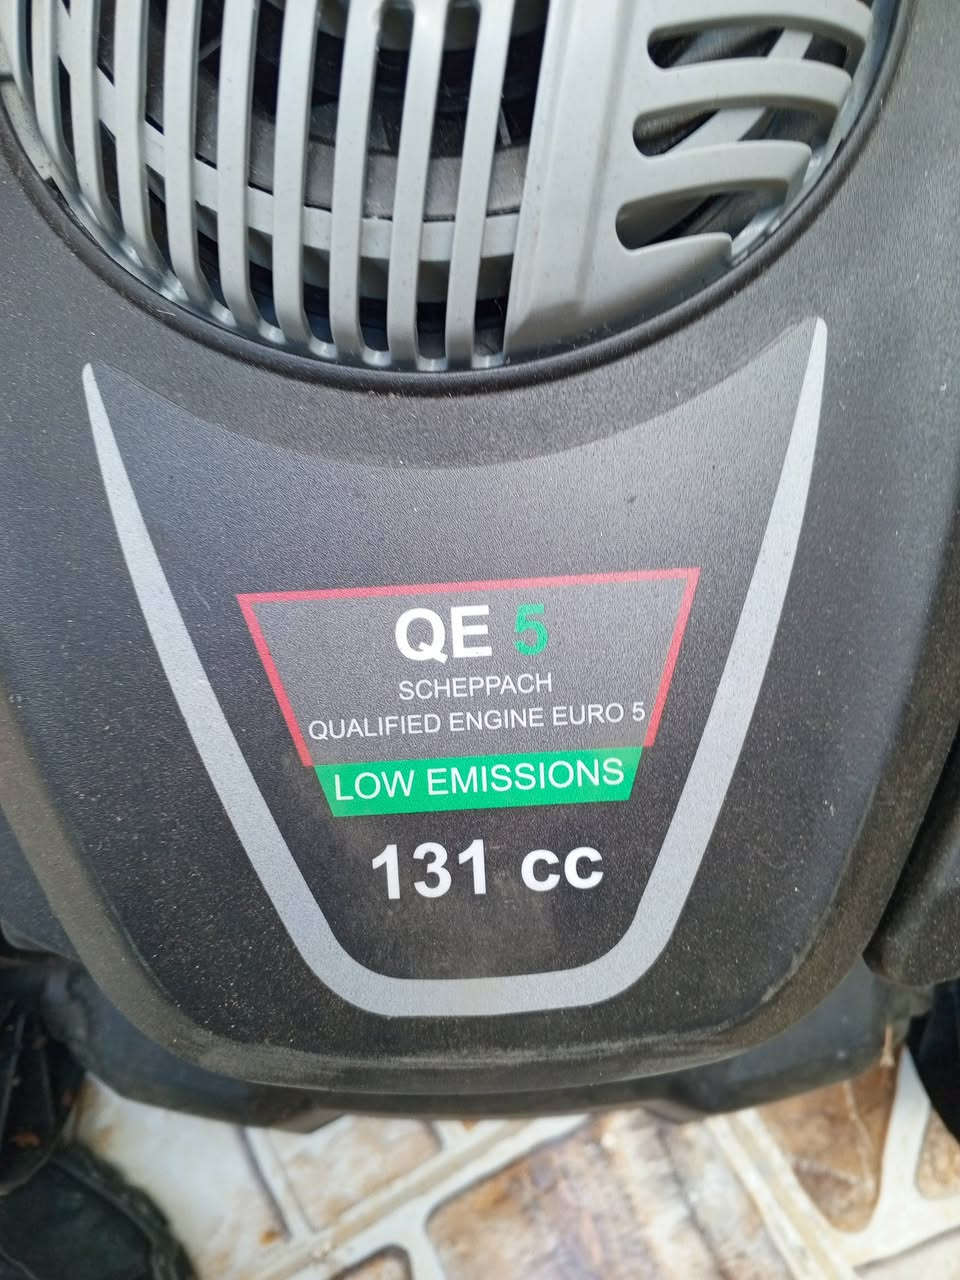 QE 5
SCHEPPACH
QUALIFIED ENGINE EURO 5
LOW EMISSIONS
131 cc